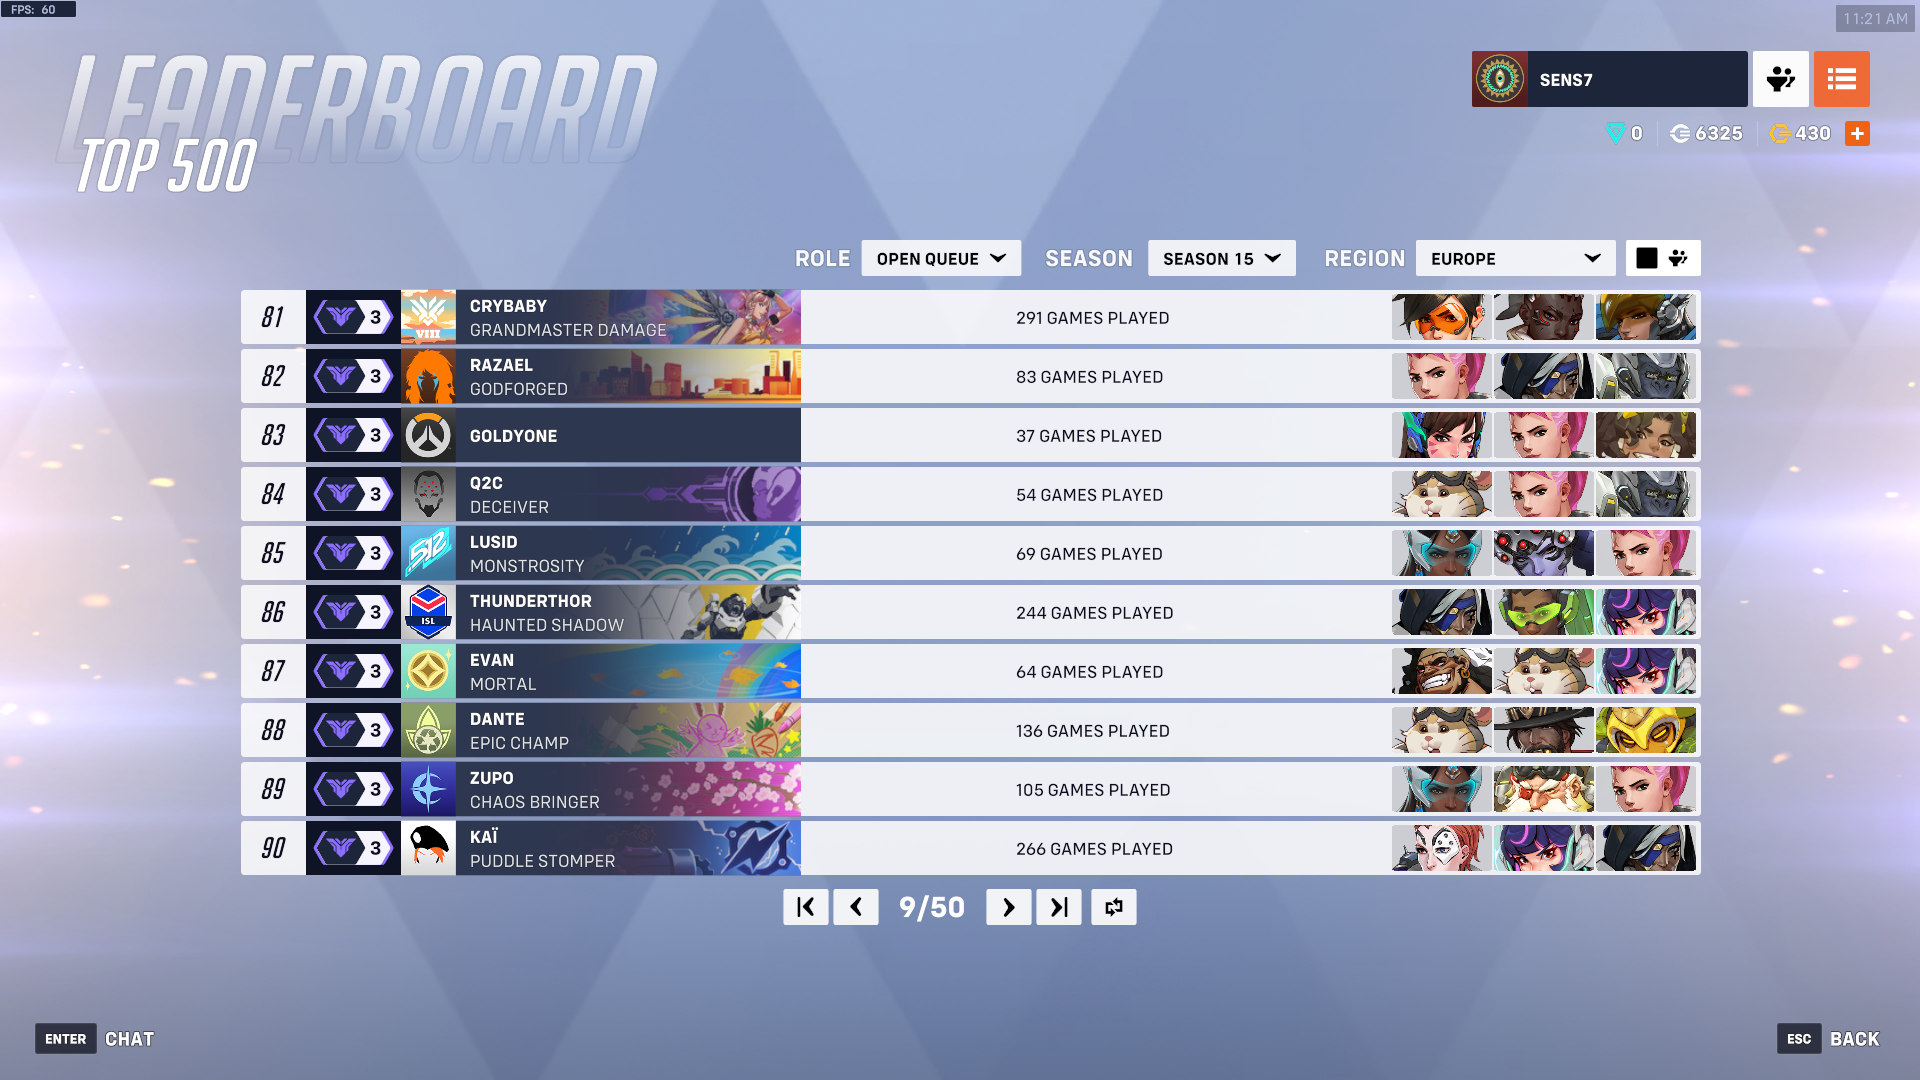 FPS: 60
11:21 AM
LEADERBOARD
TOP 500
SENS7
0
6325
430
ROLE OPEN QUEUE SEASON SEASON 15 REGION EUROPE
81 3 VIII CRYBABY
GRANDMASTER DAMAGE
291 GAMES PLAYED
82 3 RAZAEL
GODFORGED
83 GAMES PLAYED
83 3 GOLDYONE
37 GAMES PLAYED
84 3 Q2C
DECEIVER
54 GAMES PLAYED
85 3 512 LUSID
MONSTROSITY
69 GAMES PLAYED
86 3 ISL THUNDERTHOR
HAUNTED SHADOW
244 GAMES PLAYED
87 3 EVAN
MORTAL
64 GAMES PLAYED
88 3 DANTE
EPIC CHAMP
136 GAMES PLAYED
89 3 ZUPO
CHAOS BRINGER
105 GAMES PLAYED
90 3 KAÏ
PUDDLE STOMPER
266 GAMES PLAYED
9/50
ENTER CHAT
ESC BACK